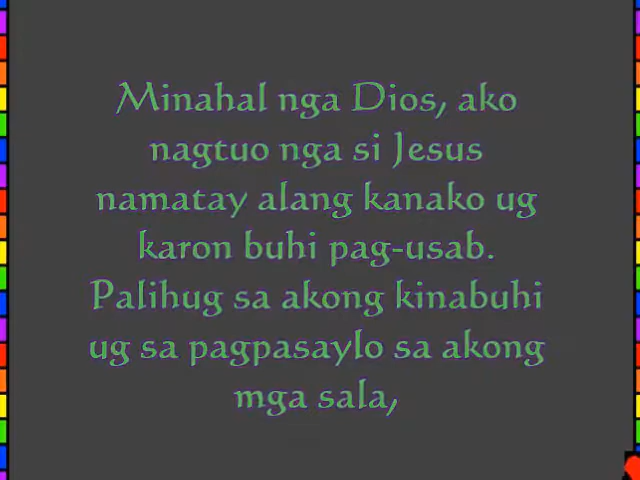 Minahal nga Dios, ako
nagtuo nga si Jesus
namatay alang kanako ug
karon buhi pag-usab.
Palihug sa akong kinabuhi
ug sa pagpasaylo sa akong
mga sala,